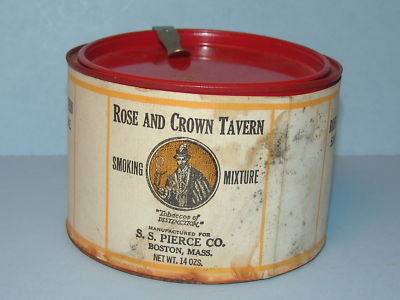 ROSE AND CROWN TAVERN
SMOKING MIXTURE
"Tobaccos of
DISTINCTION."
MANUFACTURED FOR
S. S. PIERCE CO.
BOSTON, MASS.
NET WT. 14 OZS.